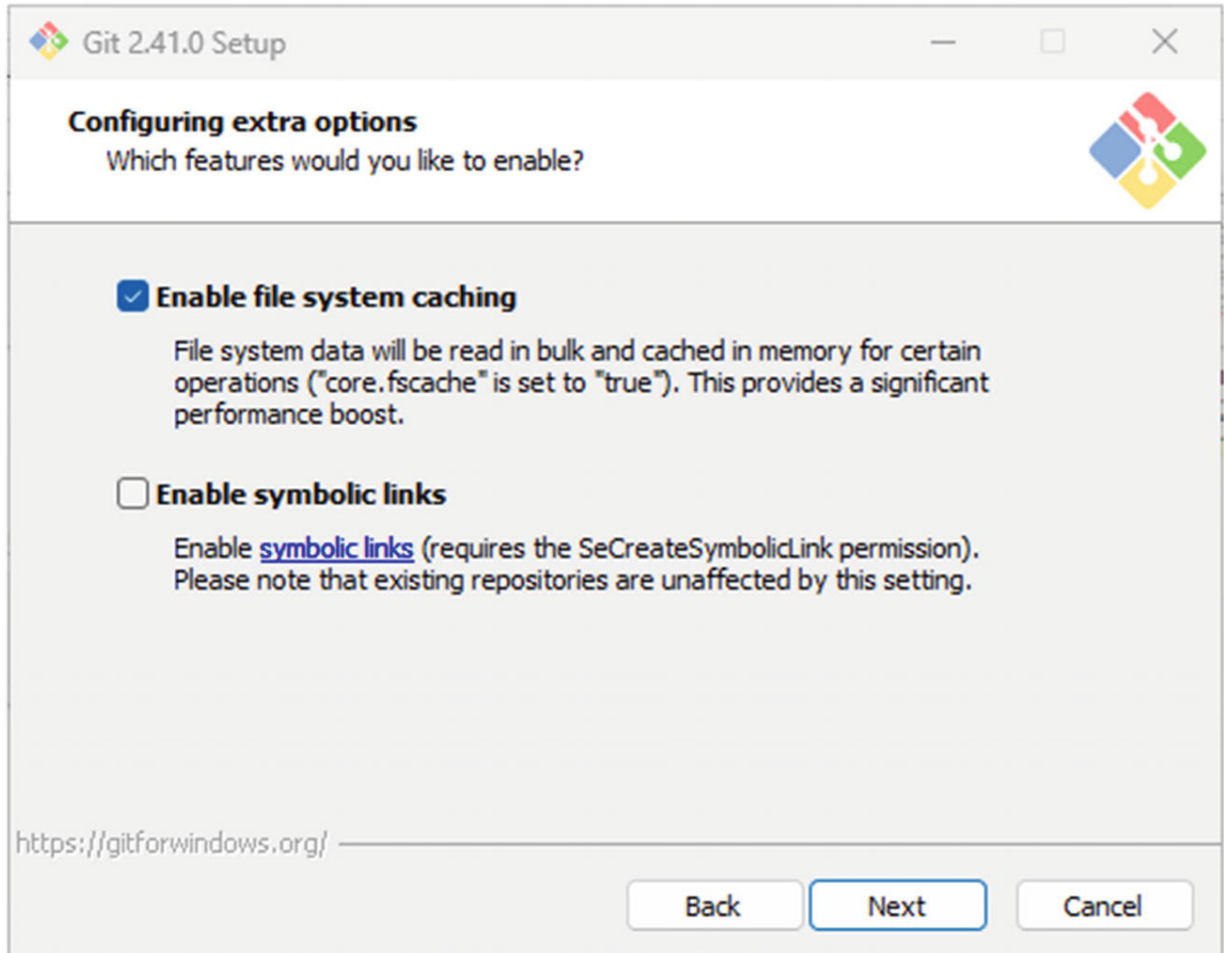 Git 2.41.0 Setup
Configuring extra options
Which features would you like to enable?
Enable file system caching
File system data will be read in bulk and cached in memory for certain
operations ("core.fscache" is set to "true"). This provides a significant
performance boost.
Enable symbolic links
Enable symbolic links (requires the SeCreateSymbolicLink permission).
Please note that existing repositories are unaffected by this setting.
https://gitforwindows.org/
Back Next Cancel